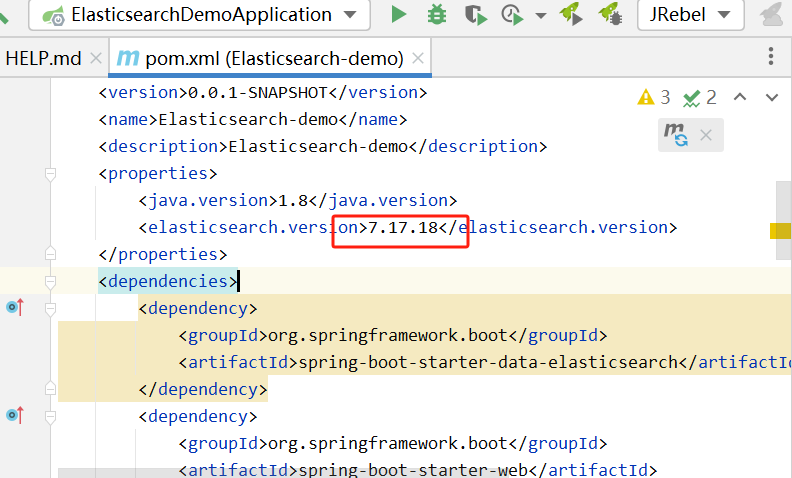 ElasticsearchDemoApplication JRebel
HELP.md pom.xml (Elasticsearch-demo)
<version>0.0.1-SNAPSHOT</version>
<name>Elasticsearch-demo</name>
<description>Elasticsearch-demo</description>
<properties>
<java.version>1.8</java.version>
<elasticsearch.version>7.17.18</elasticsearch.version>
</properties>
<dependencies>
<dependency>
<groupId>org.springframework.boot</groupId>
<artifactId>spring-boot-starter-data-elasticsearch</artifactId
</dependency>
<dependency>
<groupId>org.springframework.boot</groupId>
<artifactId>spring-boot-starter-web</artifactId>
3 2